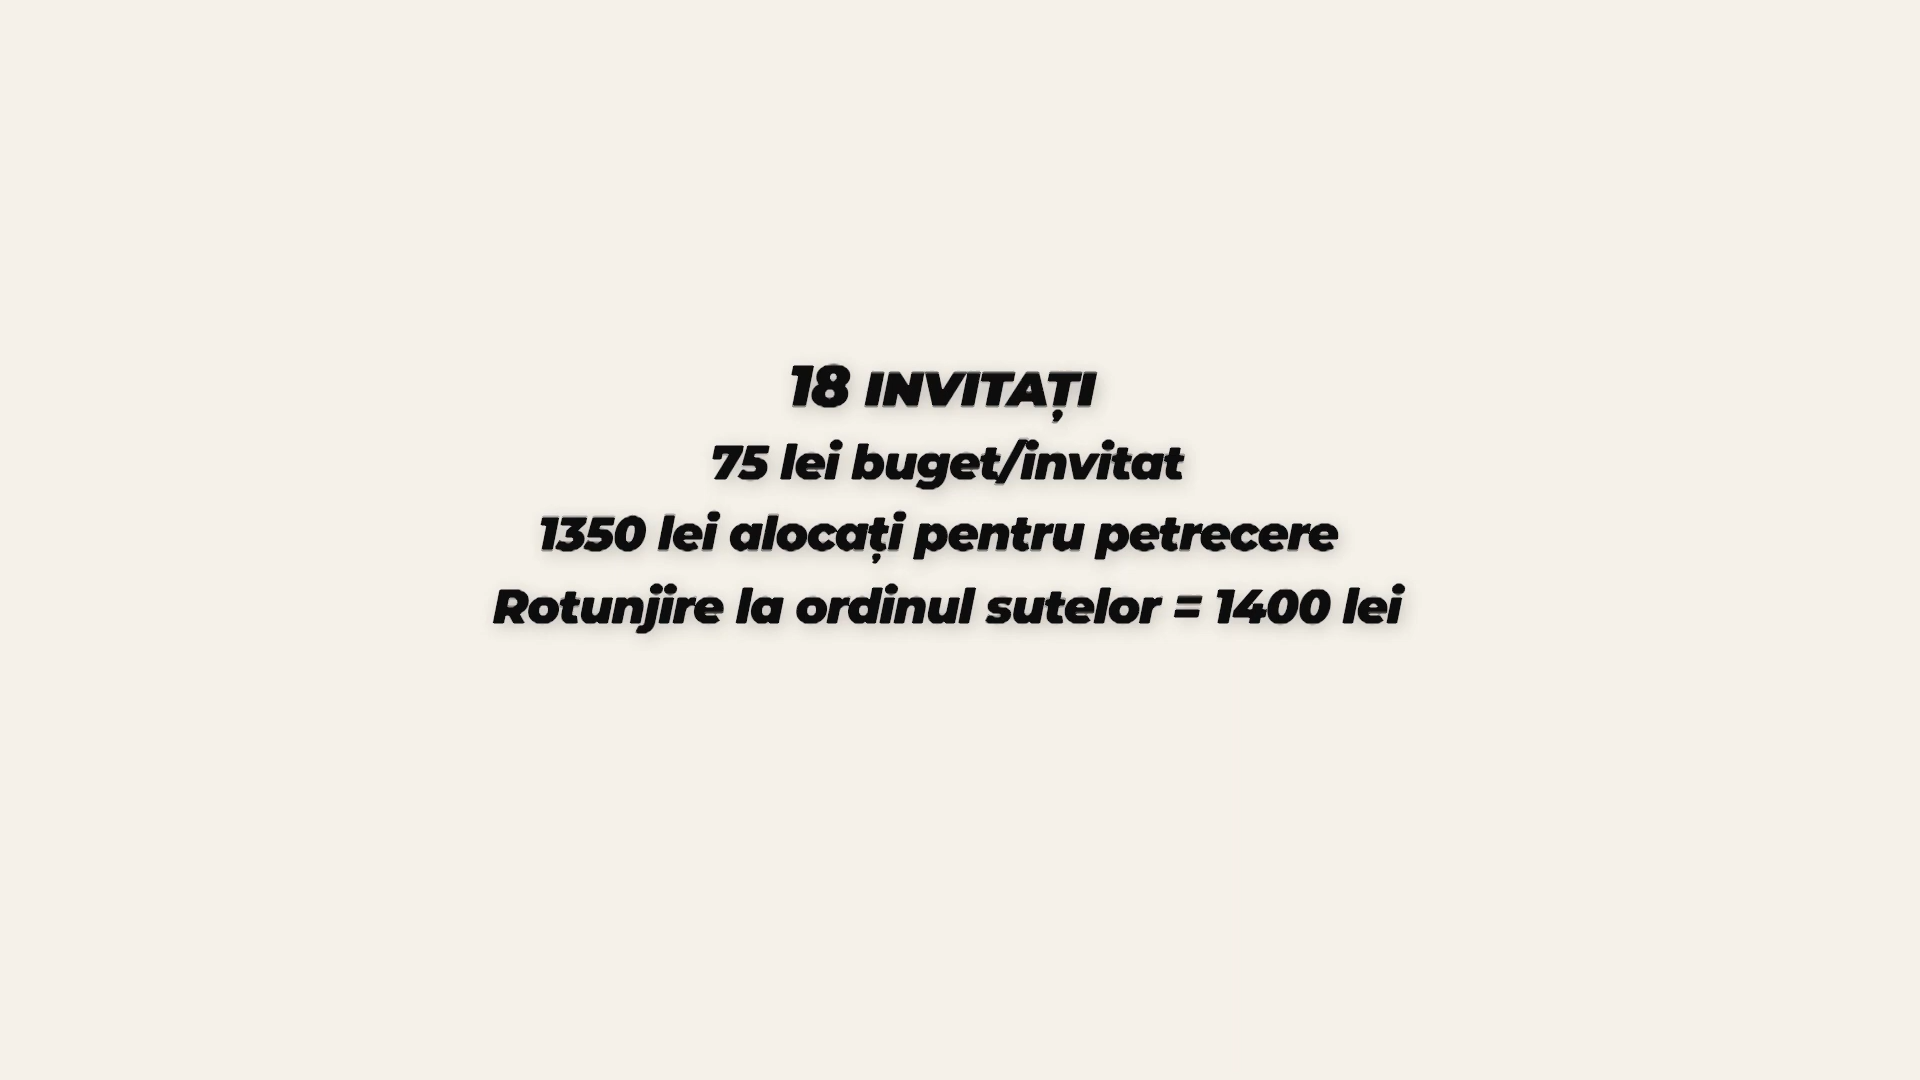 18 INVITAȚI
75 lei buget/invitat
1350 lei alocați pentru petrecere
Rotunjire la ordinul sutelor = 1400 lei